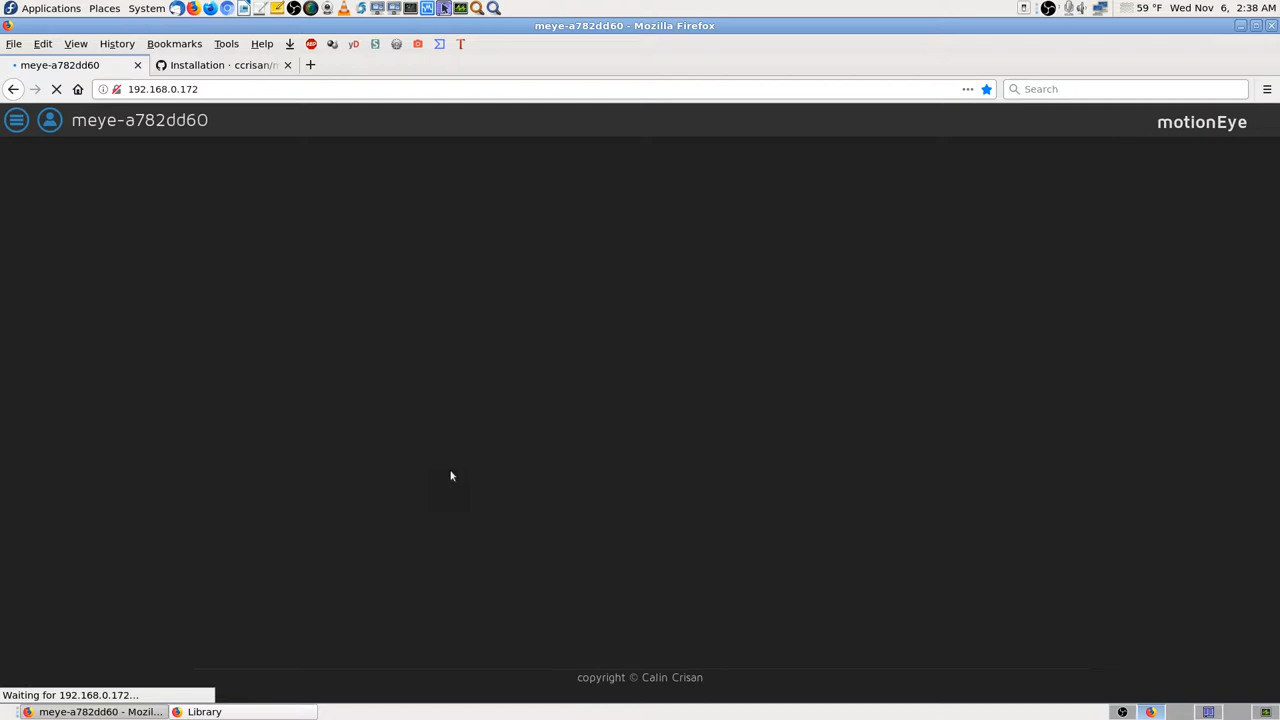 Applications Places System 59 °F Wed Nov 6, 2:38 AM
meye-a782dd60 - Mozilla Firefox
File Edit View History Bookmarks Tools Help
meye-a782dd60 Installation · ccrisan/m
192.168.0.172 Search
meye-a782dd60 motionEye
copyright © Calin Crisan
Waiting for 192.168.0.172...
meye-a782dd60 - Mozil... Library